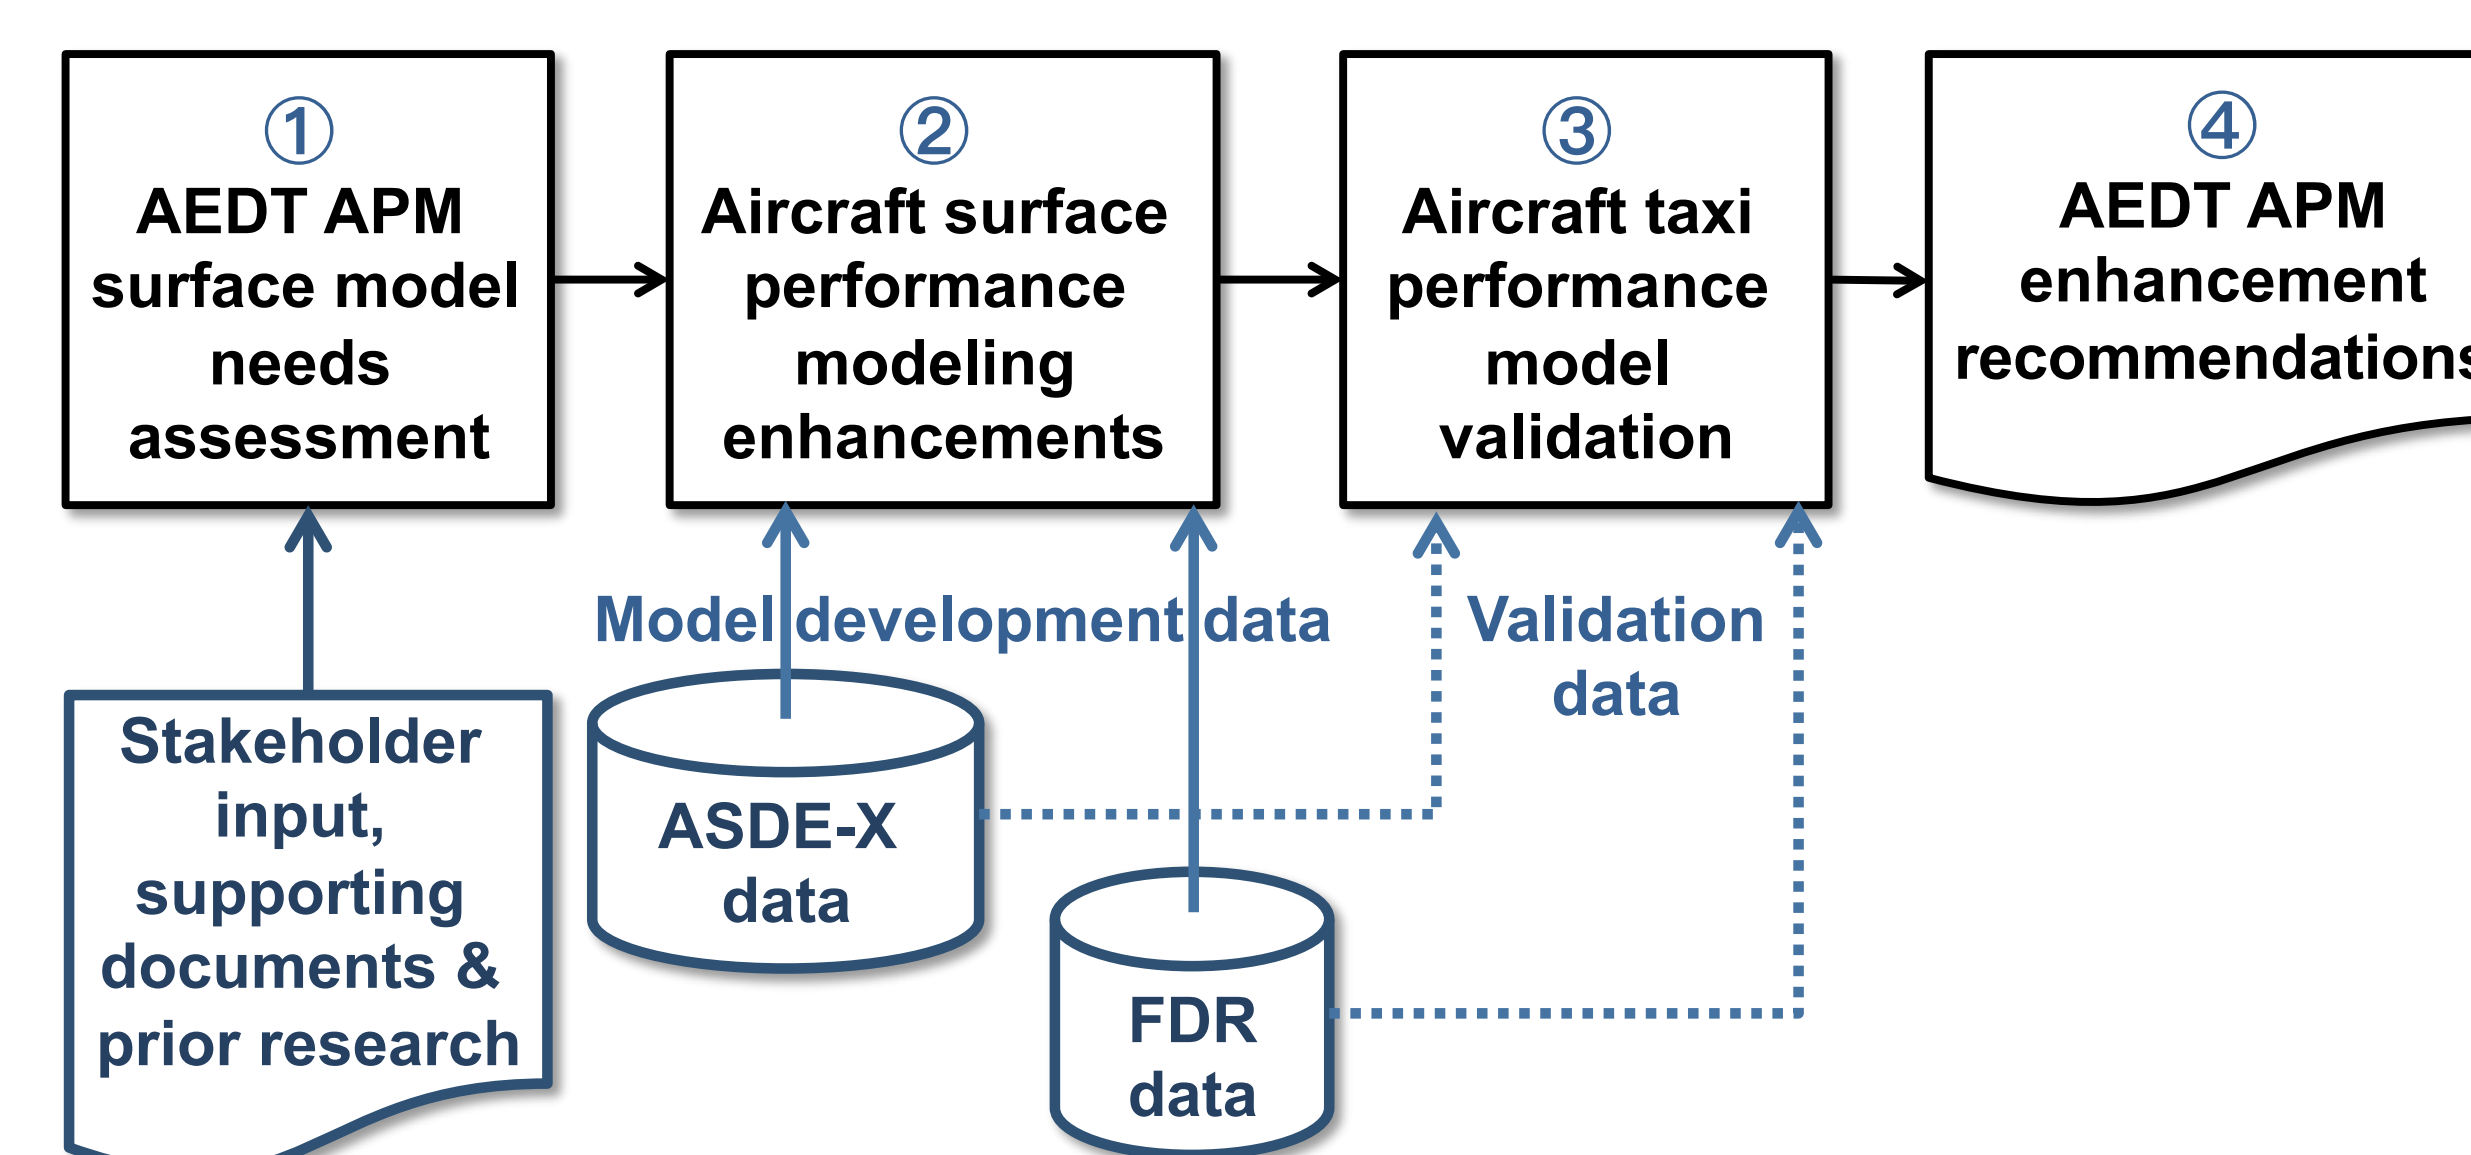 ①
AEDT APM
surface model
needs
assessment
②
Aircraft surface
performance
modeling
enhancements
③
Aircraft taxi
performance
model
validation
④
AEDT APM
enhancement
recommendations
Model development data
Validation
data
Stakeholder
input,
supporting
documents &
prior research
ASDE-X
data
FDR
data